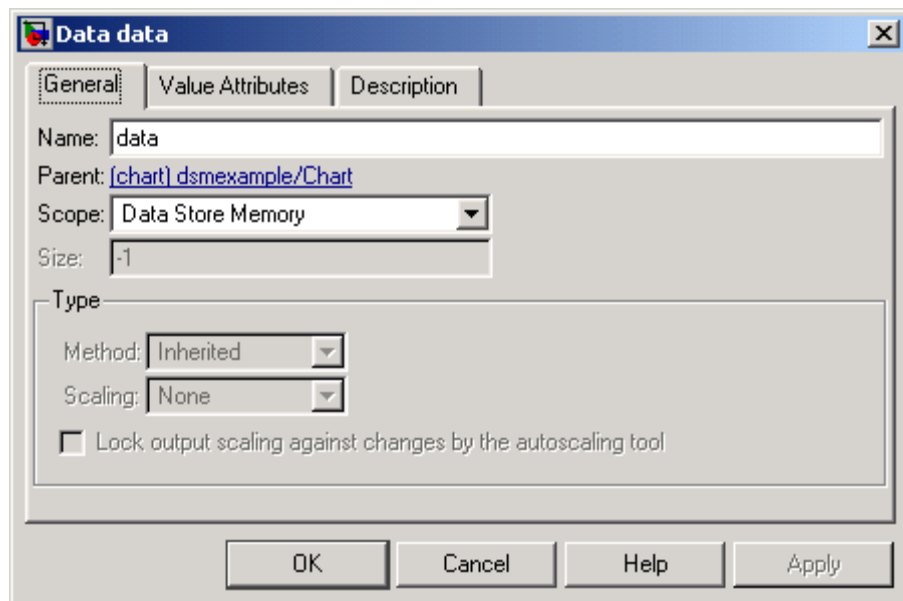 Data data
General Value Attributes Description
Name: data
Parent: (chart) dsmexample/Chart
Scope: Data Store Memory
Size: -1
Type
Method: Inherited
Scaling: None
Lock output scaling against changes by the autoscaling tool
OK Cancel Help Apply